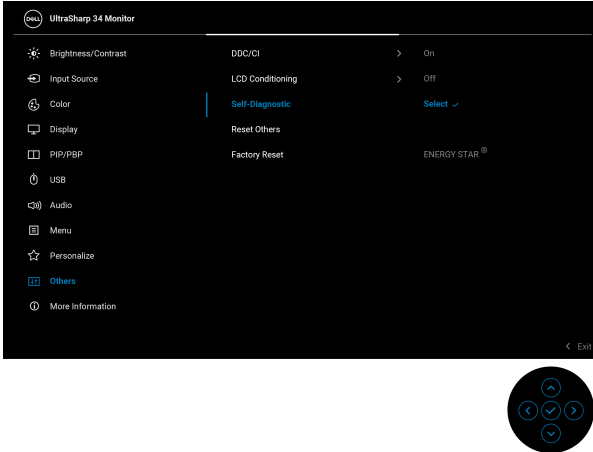 DELL UltraSharp 34 Monitor
Brightness/Contrast DDC/CI On
Input Source LCD Conditioning Off
Color Self-Diagnostic Select
Display Reset Others
PIP/PBP Factory Reset ENERGY STAR®
USB
Audio
Menu
Personalize
Others
More Information
Exit